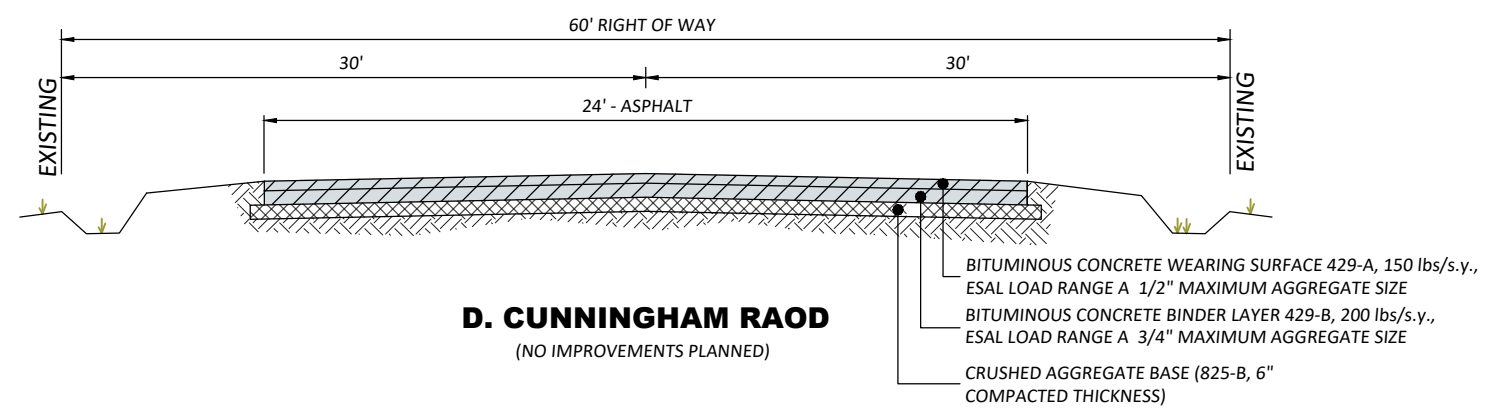 60' RIGHT OF WAY
30'
30'
24' - ASPHALT
EXISTING
EXISTING
BITUMINOUS CONCRETE WEARING SURFACE 429-A, 150 lbs/s.y.,
ESAL LOAD RANGE A 1/2" MAXIMUM AGGREGATE SIZE
BITUMINOUS CONCRETE BINDER LAYER 429-B, 200 lbs/s.y.,
ESAL LOAD RANGE A 3/4" MAXIMUM AGGREGATE SIZE
CRUSHED AGGREGATE BASE (825-B, 6"
COMPACTED THICKNESS)
D. CUNNINGHAM RAOD
(NO IMPROVEMENTS PLANNED)